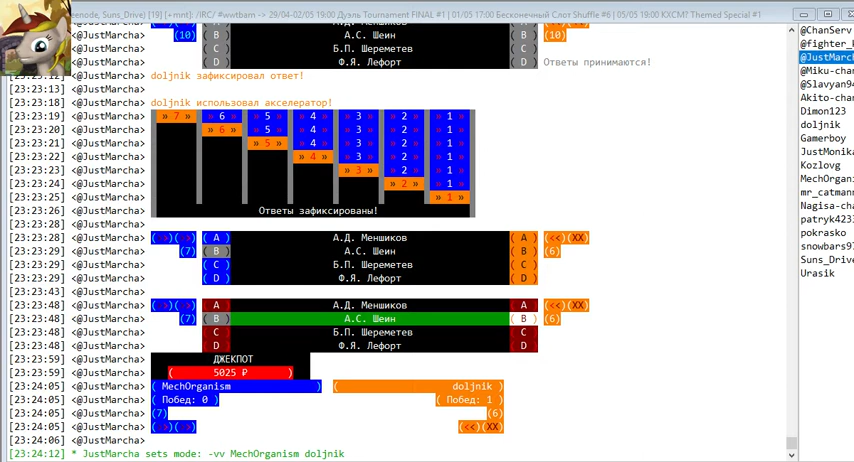 eenode, Suns_Drive) [19] [+mnt]: /IRC/ #wwtbam -> 29/04-02/05 19:00 Дуэль Tournament FINAL #1 | 01/05 17:00 Бесконечный Слот Shuffle #6 | 05/05 19:00 КХСМ? Themed Special #1
<@JustMarcha> (10) ( B ) А.С. Шеин ( B ) (10)
<@JustMarcha> ( C ) Б.П. Шереметев ( C )
<@JustMarcha> ( D ) Ф.Я. Лефорт ( D ) Ответы принимаются!
[23:23:12] <@JustMarcha> doljnik зафиксировал ответ!
[23:23:13] <@JustMarcha>
[23:23:18] <@JustMarcha> doljnik использовал акселератор!
[23:23:19] <@JustMarcha> » 7 » » 6 » » 5 » » 4 » » 3 » » 2 » » 1 »
[23:23:20] <@JustMarcha> » 6 » » 5 » » 4 » » 3 » » 2 » » 1 »
[23:23:21] <@JustMarcha> » 5 » » 4 » » 3 » » 2 » » 1 »
[23:23:22] <@JustMarcha> » 4 » » 3 » » 2 » » 1 »
[23:23:23] <@JustMarcha> » 3 » » 2 » » 1 »
[23:23:24] <@JustMarcha> » 2 » » 1 »
[23:23:25] <@JustMarcha> » 1 »
[23:23:26] <@JustMarcha> Ответы зафиксированы!
[23:23:28] <@JustMarcha> ( A ) А.Д. Меншиков ( A ) (<<)(XX)
[23:23:29] <@JustMarcha> (7) ( B ) А.С. Шеин ( B ) (6)
[23:23:29] <@JustMarcha> ( C ) Б.П. Шереметев ( C )
[23:23:29] <@JustMarcha> ( D ) Ф.Я. Лефорт ( D )
[23:23:43] <@JustMarcha>
[23:23:48] <@JustMarcha> ( A ) А.Д. Меншиков ( A ) (<<)(XX)
[23:23:48] <@JustMarcha> (7) ( B ) А.С. Шеин ( B ) (6)
[23:23:48] <@JustMarcha> ( C ) Б.П. Шереметев ( C )
[23:23:48] <@JustMarcha> ( D ) Ф.Я. Лефорт ( D )
[23:23:59] <@JustMarcha> ДЖЕКПОТ
[23:23:59] <@JustMarcha> ( 5025 ₽ )
[23:24:05] <@JustMarcha> ( MechOrganism ) ( doljnik )
[23:24:05] <@JustMarcha> ( Побед: 0 ) ( Побед: 1 )
[23:24:05] <@JustMarcha> (7) (6)
[23:24:05] <@JustMarcha> (<<)(XX)
[23:24:06] <@JustMarcha>
[23:24:12] * JustMarcha sets mode: -vv MechOrganism doljnik
@ChanServ
@fighter_
@JustMarch
@Miku-chan
@Slavyan94
Akito-chan
Dimon123
doljnik
Gamerboy
JustMonika
Kozlovg
MechOrganis
mr_catmann
Nagisa-cha
patryk423
pokrasko
snowbars9
Suns_Drive
Urasik